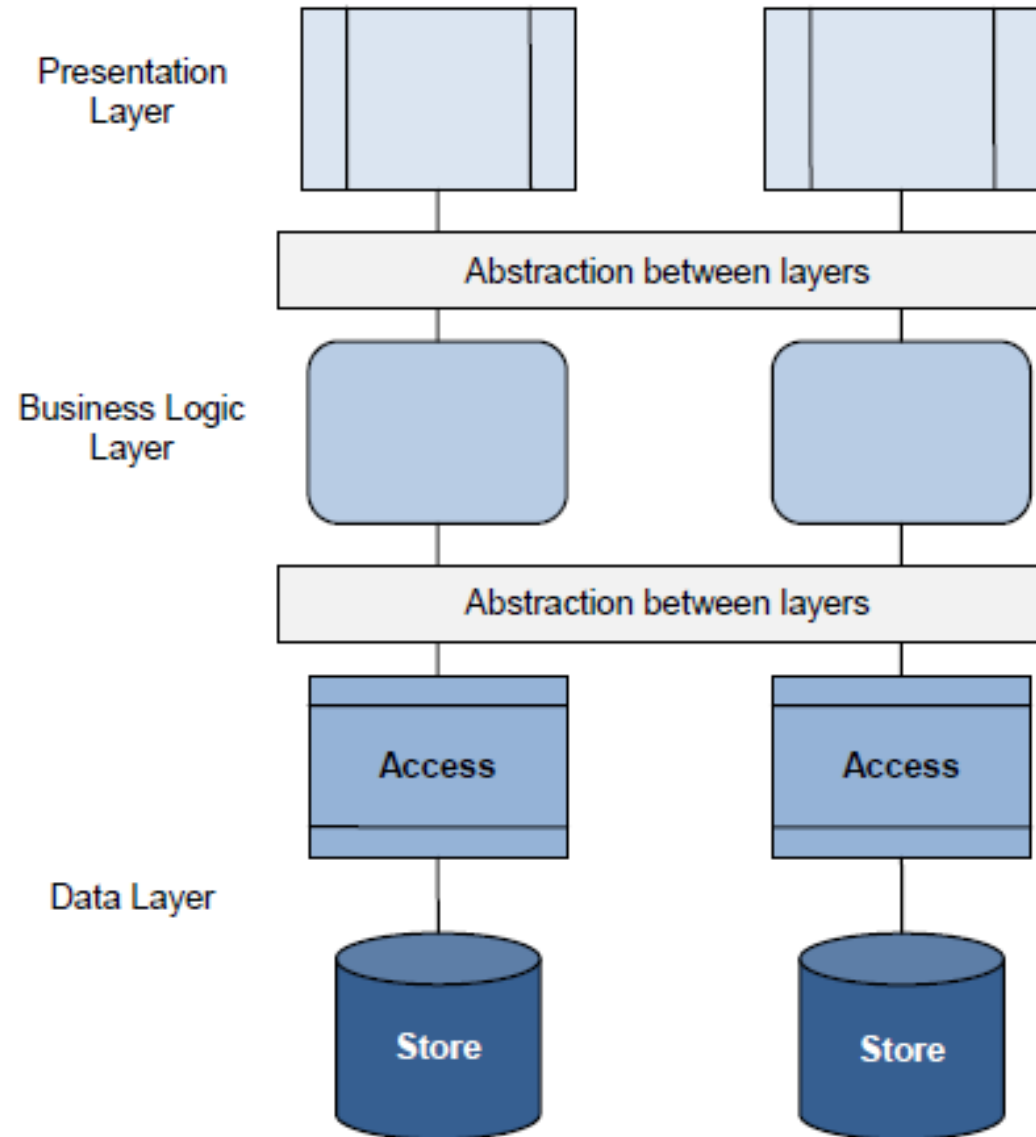 Presentation
Layer
Abstraction between layers
Business Logic
Layer
Abstraction between layers
Access
Access
Data Layer
Store
Store